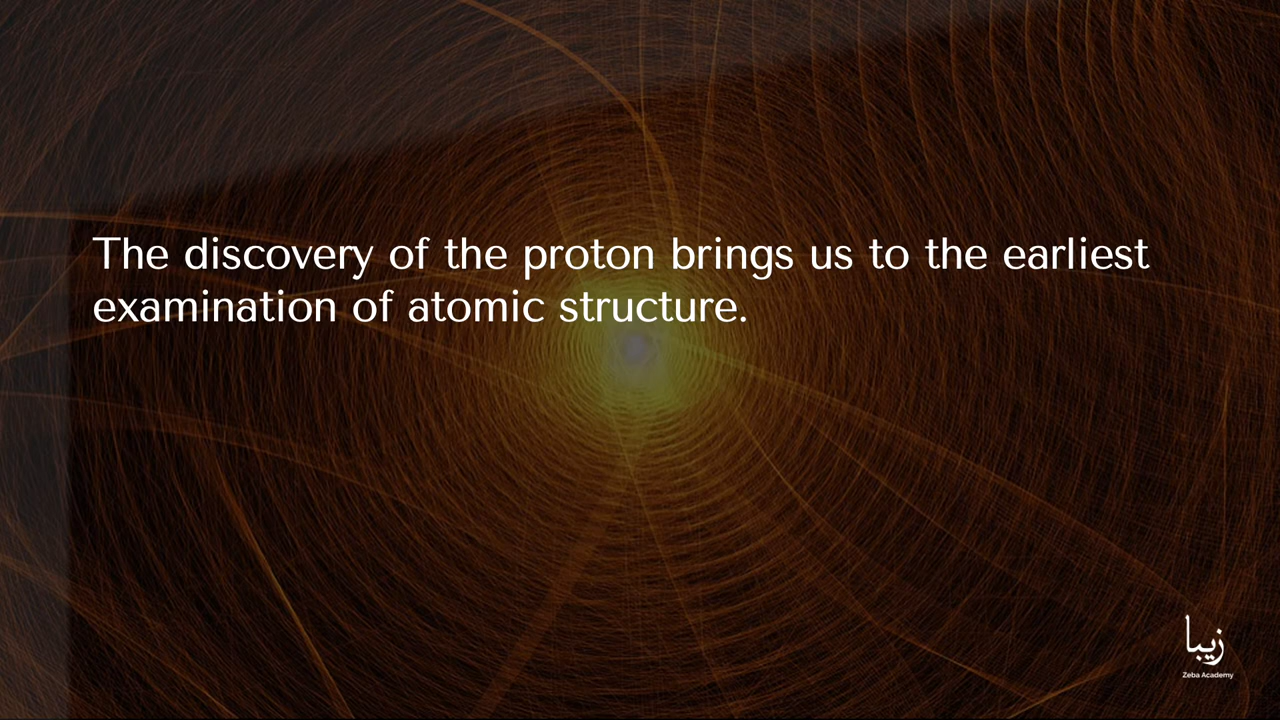 The discovery of the proton brings us to the earliest
examination of atomic structure.
زیبا
Zeba Academy